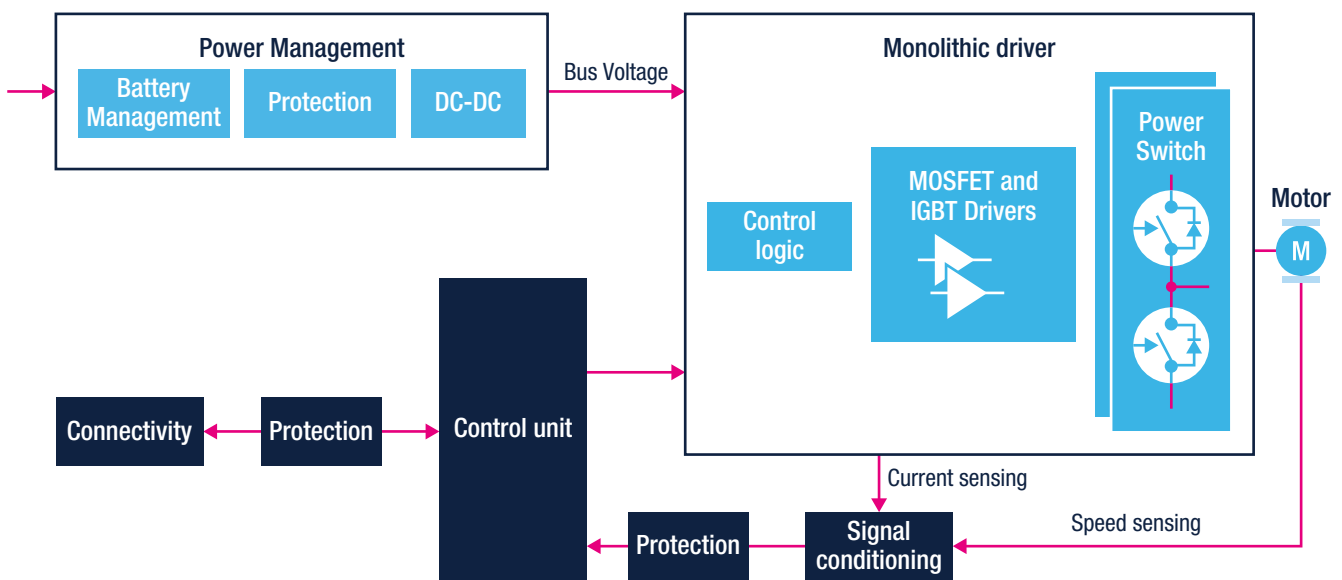 Power Management
Battery
Management
Protection
DC-DC
Bus Voltage
Monolithic driver
Control
logic
MOSFET and
IGBT Drivers
Power
Switch
Motor
M
Connectivity
Protection
Control unit
Current sensing
Protection
Signal
conditioning
Speed sensing